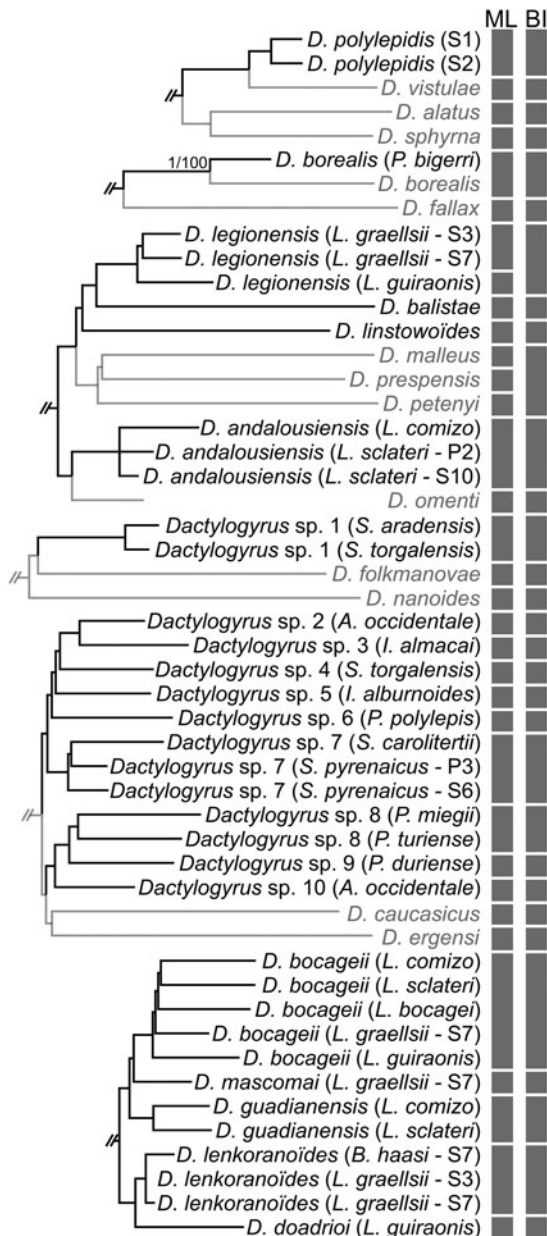 ML BI
D. polylepidis (S1)
D. polylepidis (S2)
D. vistulae
D. alatus
D. sphyrna
1/100 D. borealis (P. bigerri)
D. borealis
D. fallax
D. legionensis (L. graellsii - S3)
D. legionensis (L. graellsii - S7)
D. legionensis (L. guiraonis)
D. balistae
D. linstowoïdes
D. malleus
D. prespensis
D. petenyi
D. andalousiensis (L. comizo)
D. andalousiensis (L. sclateri - P2)
D. andalousiensis (L. sclateri - S10)
D. omenti
Dactylogyrus sp. 1 (S. aradensis)
Dactylogyrus sp. 1 (S. torgalensis)
D. folkmanovae
D. nanoides
Dactylogyrus sp. 2 (A. occidentale)
Dactylogyrus sp. 3 (I. almacai)
Dactylogyrus sp. 4 (S. torgalensis)
Dactylogyrus sp. 5 (I. alburnoides)
Dactylogyrus sp. 6 (P. polylepis)
Dactylogyrus sp. 7 (S. carolitertii)
Dactylogyrus sp. 7 (S. pyrenaicus - P3)
Dactylogyrus sp. 7 (S. pyrenaicus - S6)
Dactylogyrus sp. 8 (P. miegii)
Dactylogyrus sp. 8 (P. turiense)
Dactylogyrus sp. 9 (P. duriense)
Dactylogyrus sp. 10 (A. occidentale)
D. caucasicus
D. ergensi
D. bocageii (L. comizo)
D. bocageii (L. sclateri)
D. bocageii (L. bocagei)
D. bocageii (L. graellsii - S7)
D. bocageii (L. guiraonis)
D. mascomai (L. graellsii - S7)
D. guadianensis (L. comizo)
D. guadianensis (L. sclateri)
D. lenkoranoïdes (B. haasi - S7)
D. lenkoranoïdes (L. graellsii - S3)
D. lenkoranoïdes (L. graellsii - S7)
D. doadrioi (L. guiraonis)